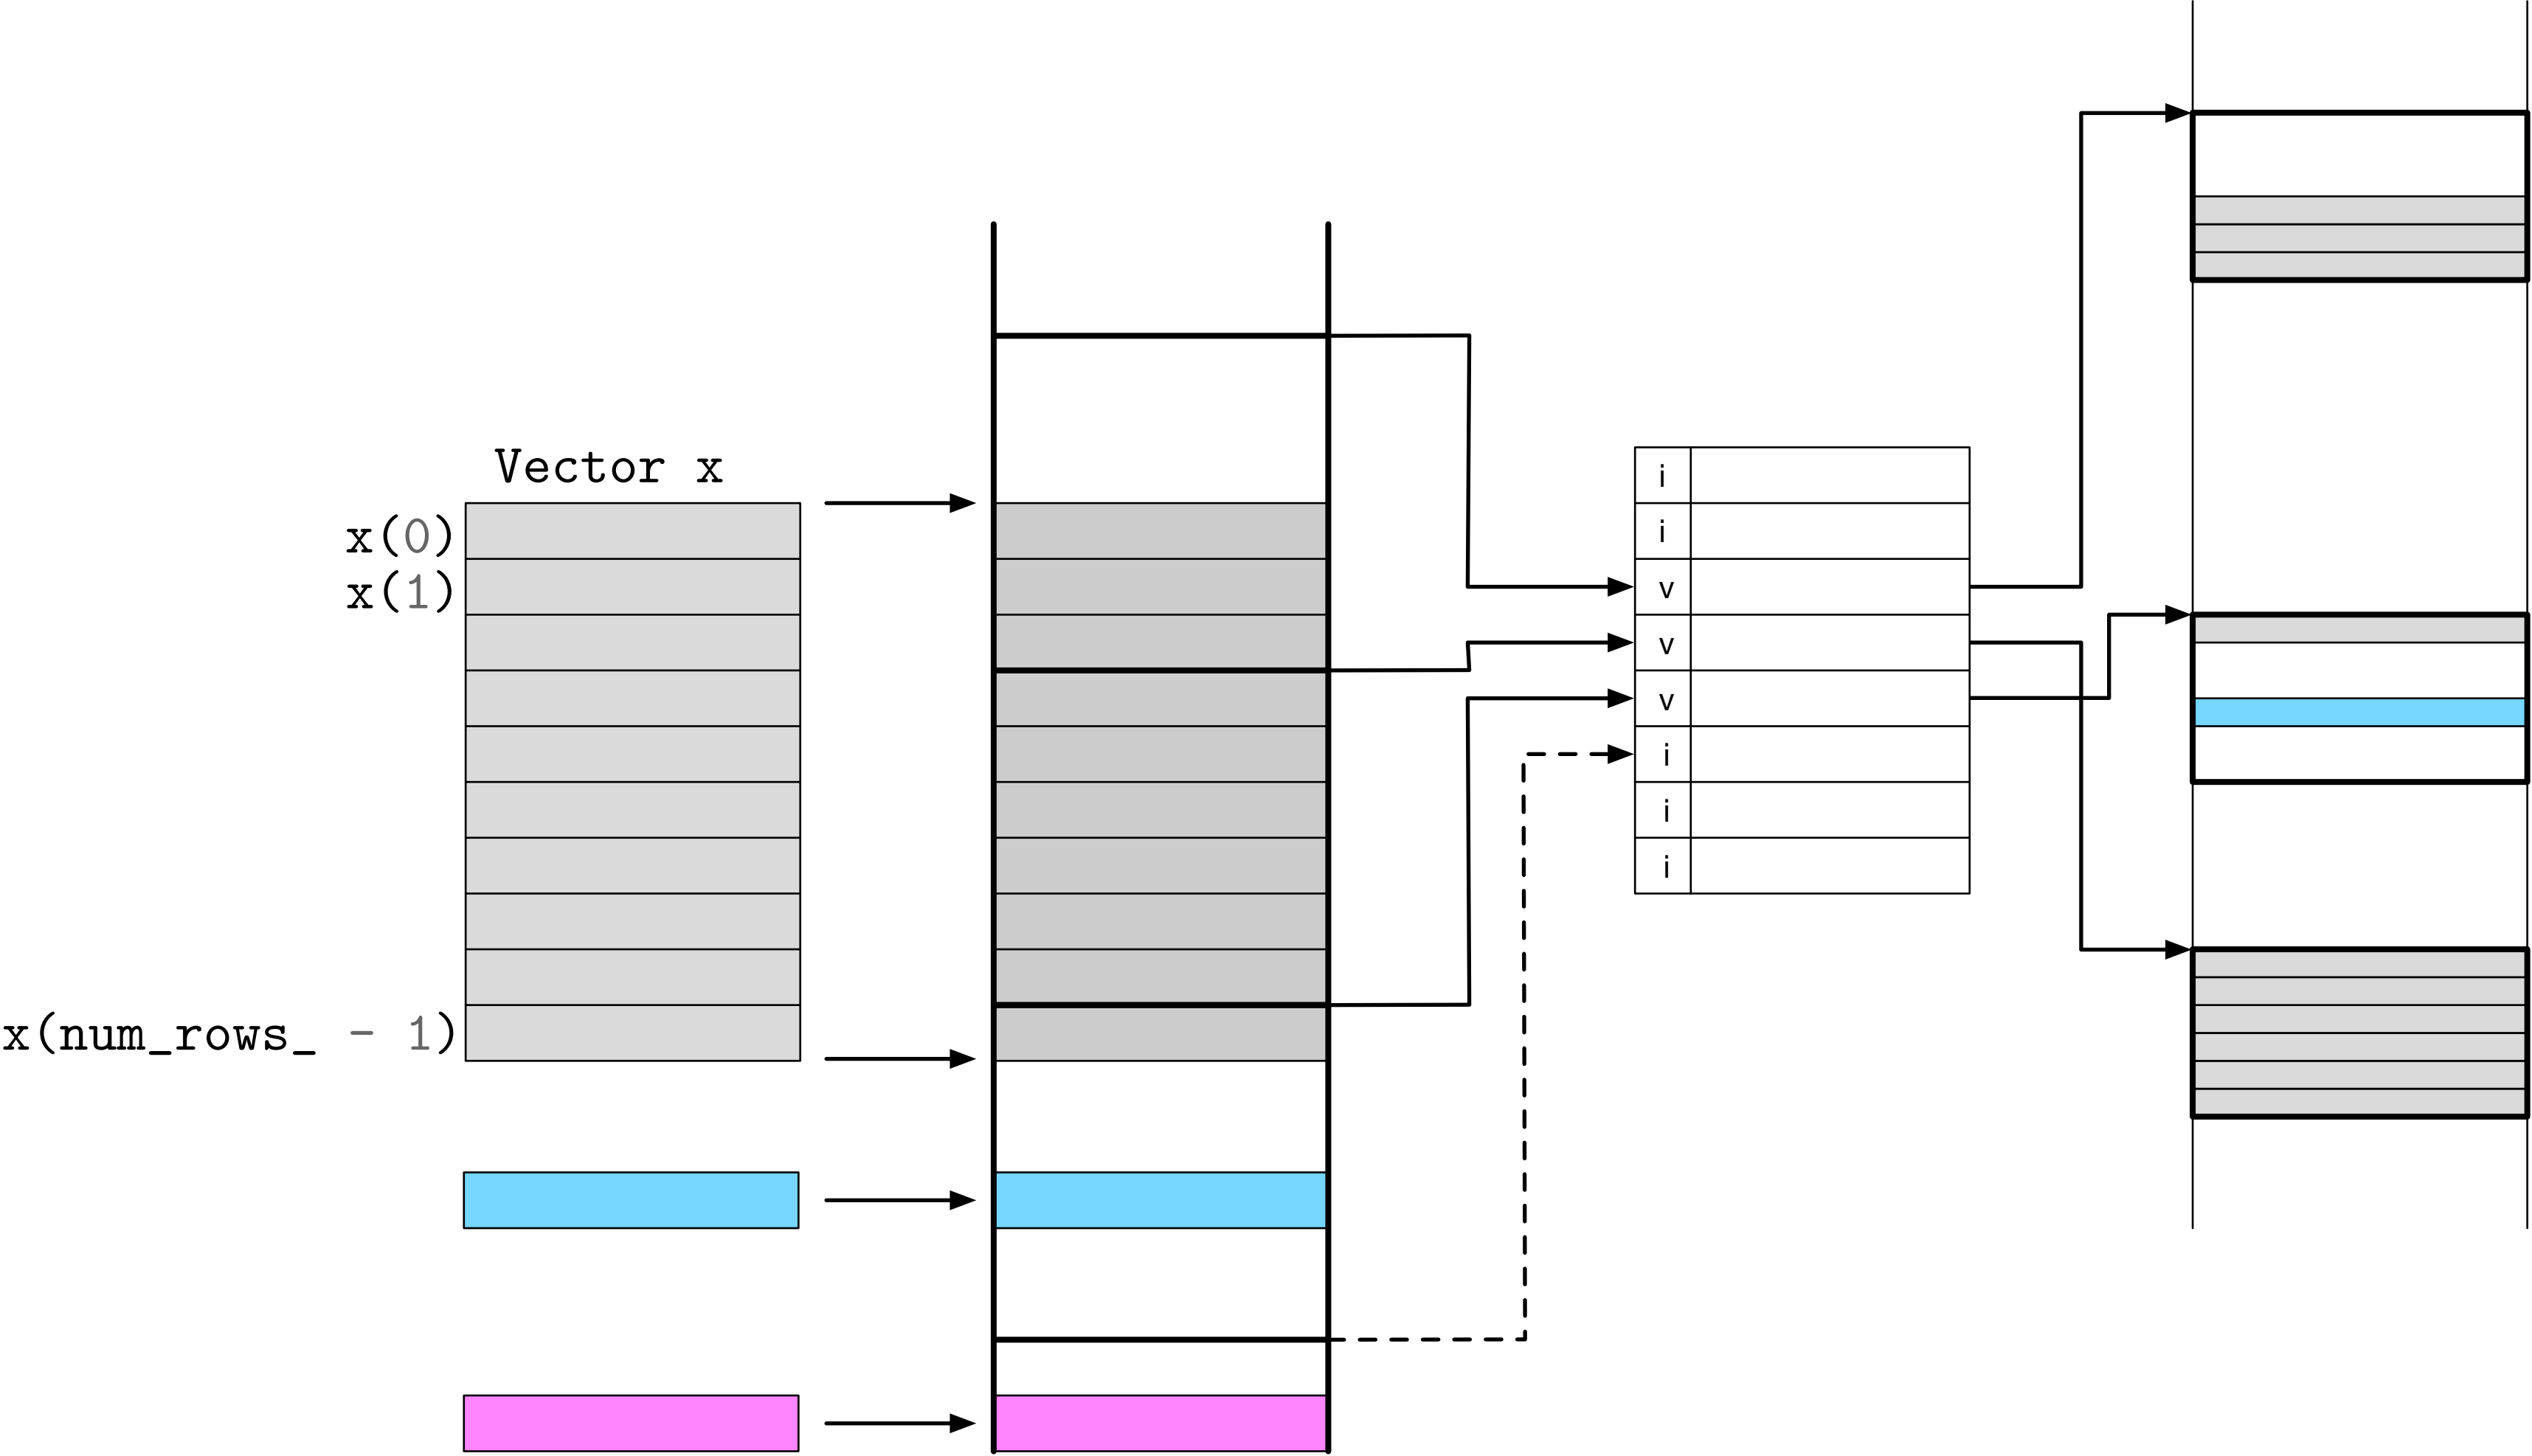 Vector x
x(0)
x(1)
x(num_rows_ - 1)
i
i
v
v
v
i
i
i